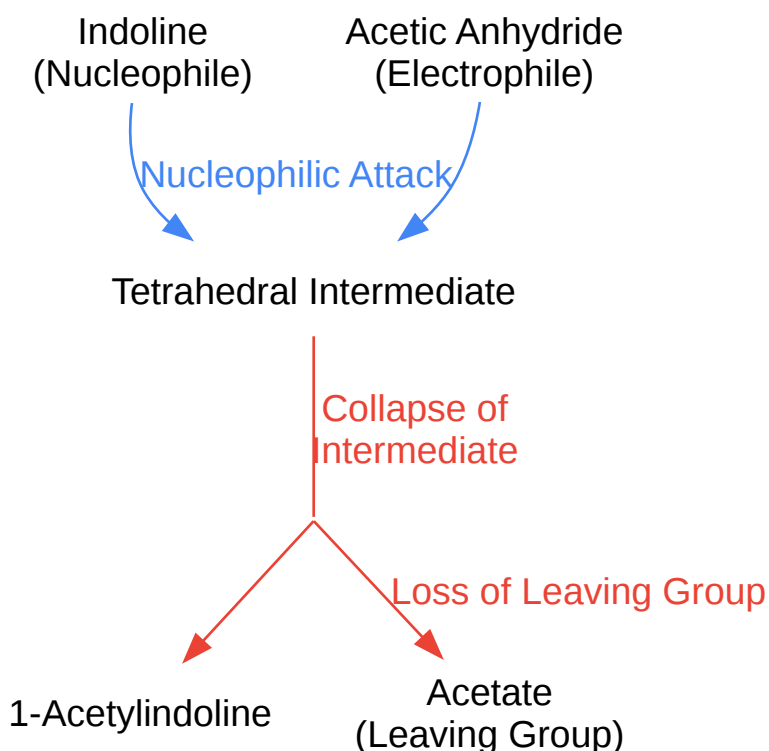 Indoline
(Nucleophile)
Acetic Anhydride
(Electrophile)
Nucleophilic Attack
Tetrahedral Intermediate
Collapse of
Intermediate
Loss of Leaving Group
1-Acetylindoline
Acetate
(Leaving Group)